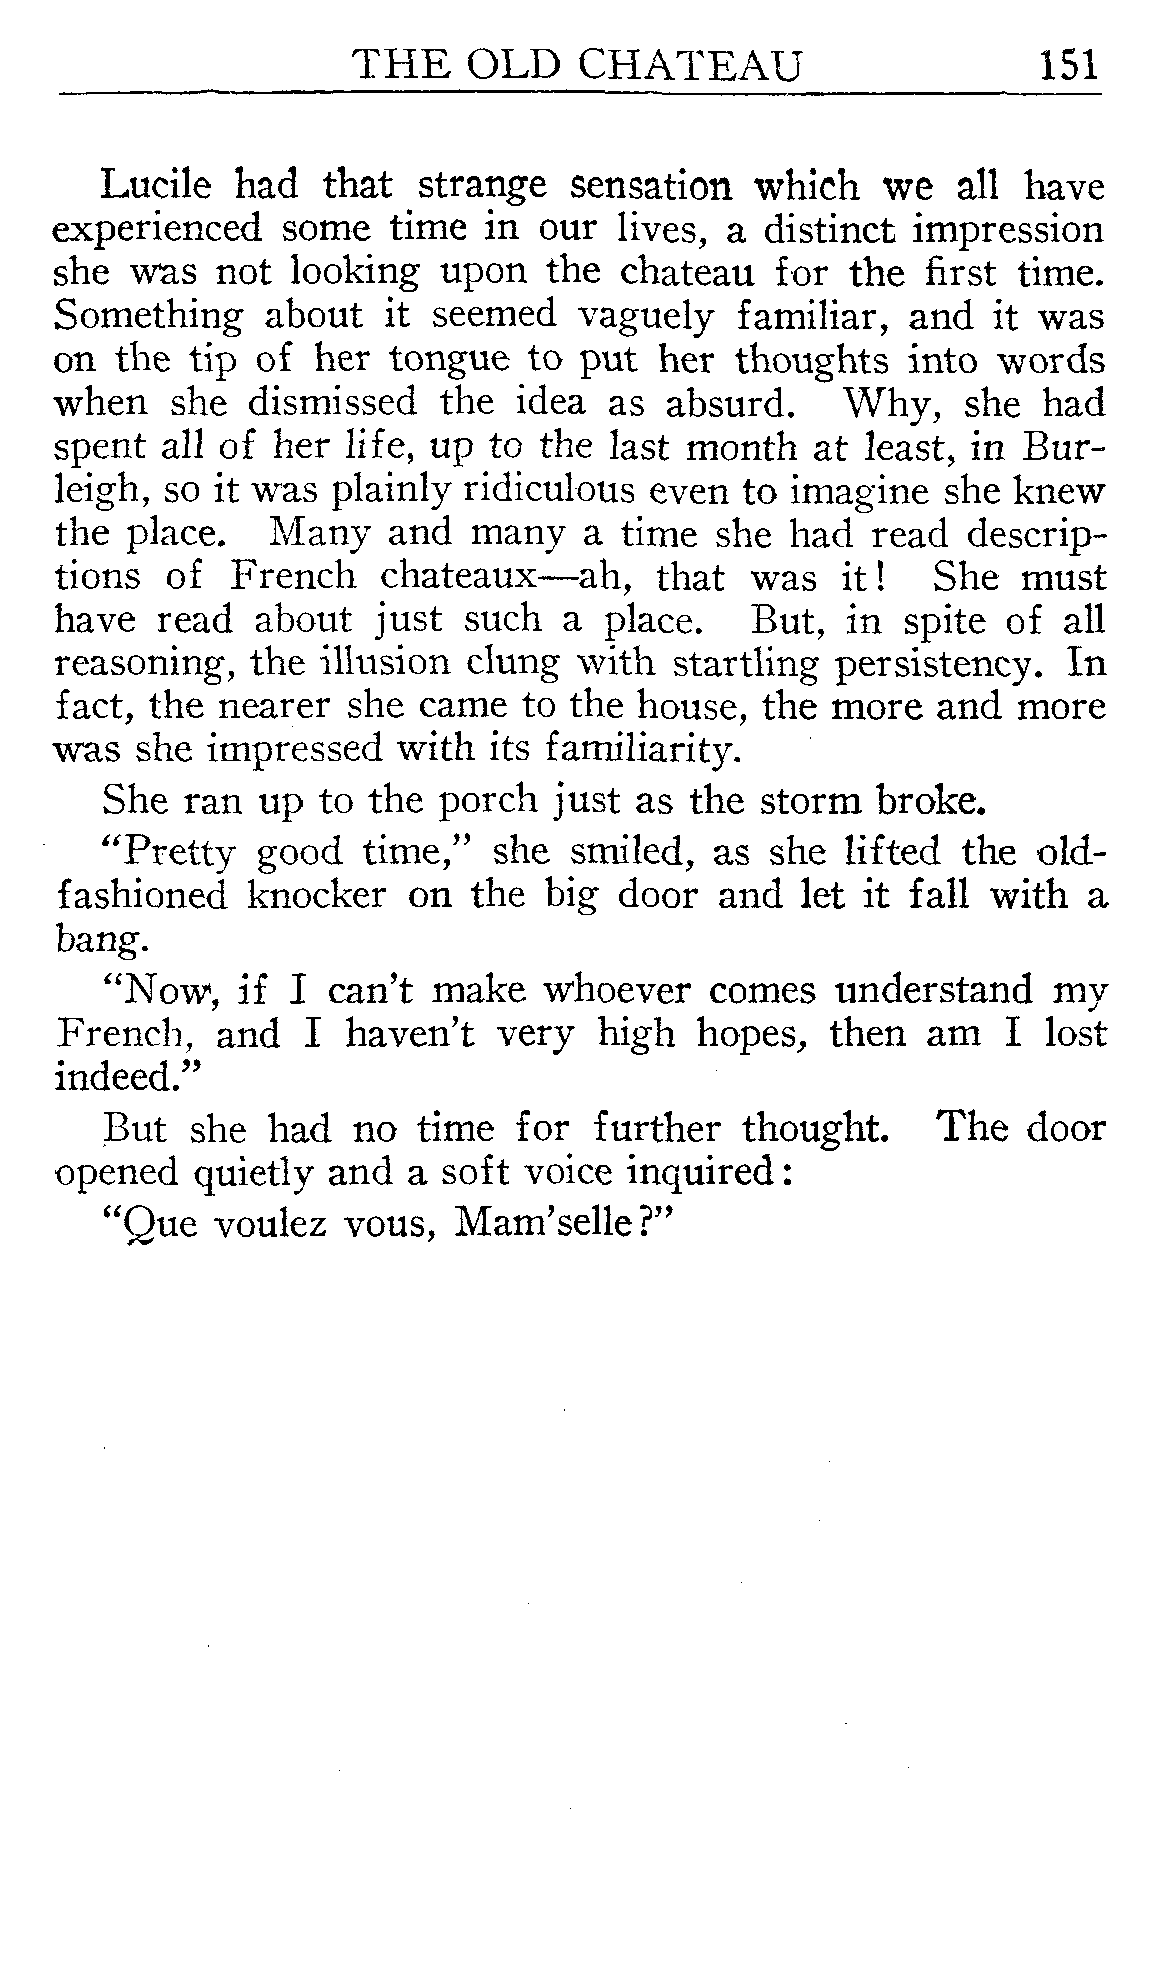 THE OLD CHATEAU 151
Lucile had that strange sensation which we all have
experienced some time in our lives, a distinct impression
she was not looking upon the chateau for the first time.
Something about it seemed vaguely familiar, and it was
on the tip of her tongue to put her thoughts into words
when she dismissed the idea as absurd. Why, she had
spent all of her life, up to the last month at least, in Bur-
leigh, so it was plainly ridiculous even to imagine she knew
the place. Many and many a time she had read descrip-
tions of French chateaux—ah, that was it! She must
have read about just such a place. But, in spite of all
reasoning, the illusion clung with startling persistency. In
fact, the nearer she came to the house, the more and more
was she impressed with its familiarity.
She ran up to the porch just as the storm broke.
“Pretty good time,” she smiled, as she lifted the old-
fashioned knocker on the big door and let it fall with a
bang.
“Now, if I can’t make whoever comes understand my
French, and I haven’t very high hopes, then am I lost
indeed.”
But she had no time for further thought. The door
opened quietly and a soft voice inquired:
“Que voulez vous, Mam’selle?”